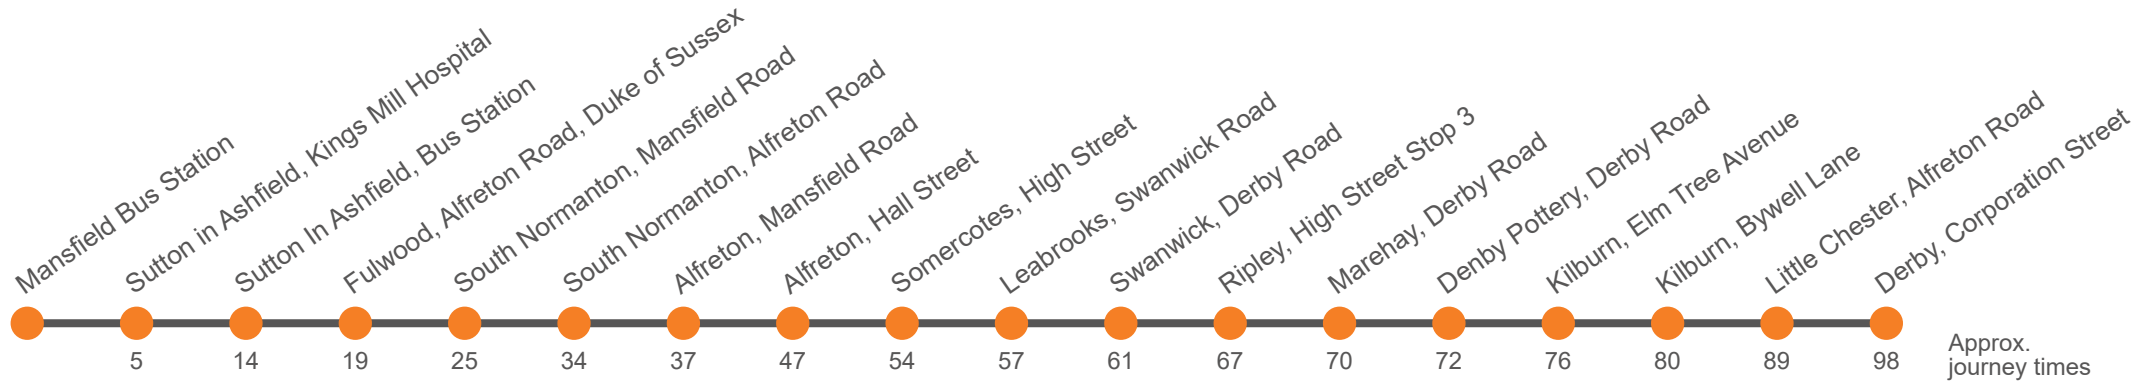 Mansfield Bus Station
Sutton in Ashfield, Kings Mill Hospital
Sutton In Ashfield, Bus Station
Fulwood, Alfreton Road, Duke of Sussex
South Normanton, Mansfield Road
South Normanton, Alfreton Road
Alfreton, Mansfield Road
Alfreton, Hall Street
Somercotes, High Street
Leabrooks, Swanwick Road
Swanwick, Derby Road
Ripley, High Street Stop 3
Marehay, Derby Road
Denby Pottery, Derby Road
Kilburn, Elm Tree Avenue
Kilburn, Bywell Lane
Little Chester, Alfreton Road
Derby, Corporation Street
5 14 19 25 34 37 47 54 57 61 67 70 72 76 80 89 98
Approx.
journey times